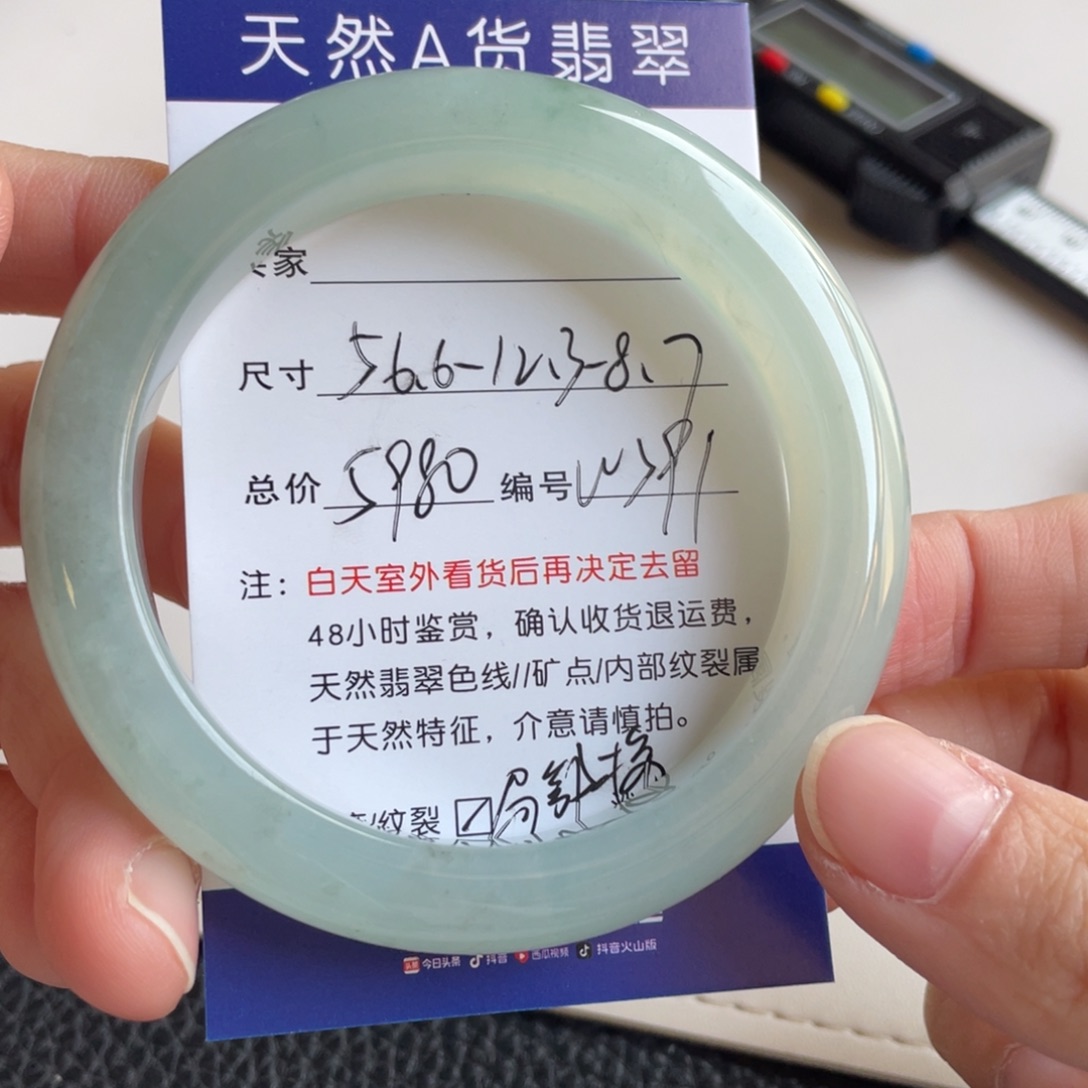 天然A货翡翠
家
尺寸 56.6-12.3-8.7
总价 5980 编号 W391
注：白天室外看货后再决定去留
48小时鉴赏，确认收货退运费，
天然翡翠色线//矿点/内部纹裂属
于天然特征，介意请慎拍。
纹裂
头条 今日头条 抖音 西瓜视频 抖音火山版